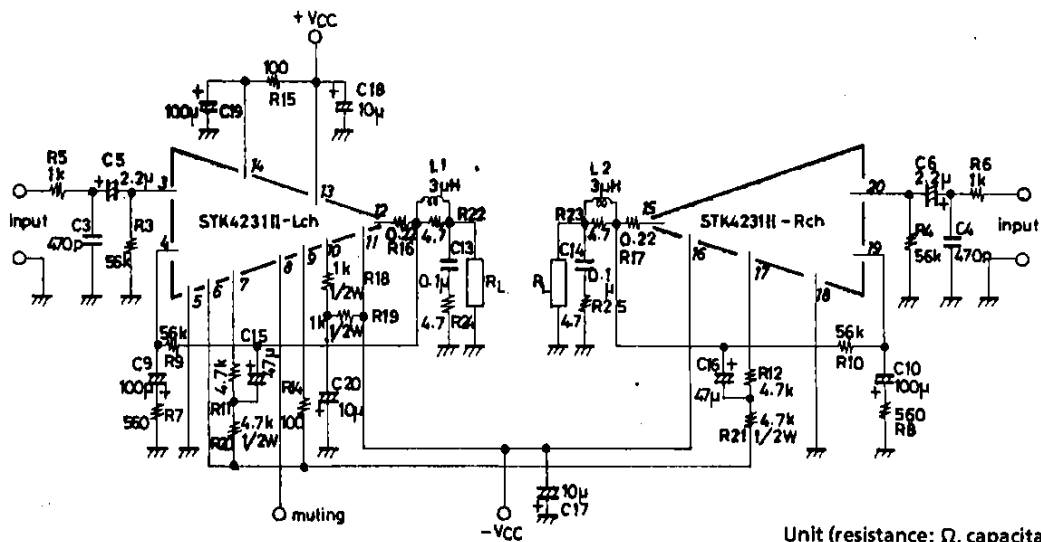 + VCC
100
R15
+
100μ
C19
+
C18
10μ
14
13
R5
1k
C5
+ 2.2μ
3
input
C3
470p
R3
56k
4
STK4231II-Lch
12
11
10
9
8
7
6
5
L1
3μH
0.22
R16
4.7
R22
C13
0.1μ
4.7
R24
RL
1k
1/2W
R18
1k
R19
1/2W
C20
+
10μ
56k
R9
C9
100μ
+
R7
560
4.7k
R11
C15
+
47μ
R20
4.7k
1/2W
R14
100
muting
-VCC
10μ
+
C17
L2
3μH
R23
4.7
0.22
R17
C14
0.1μ
R25
4.7
RL
15
STK4231II-Rch
16
17
18
19
20
C6
2.2μ
+
R6
1k
R4
56k
C4
470p
input
56k
R10
C10
+
100μ
560
R8
C16
+
47μ
R12
4.7k
R21
4.7k
1/2W
Unit (resistance: Ω, capacita